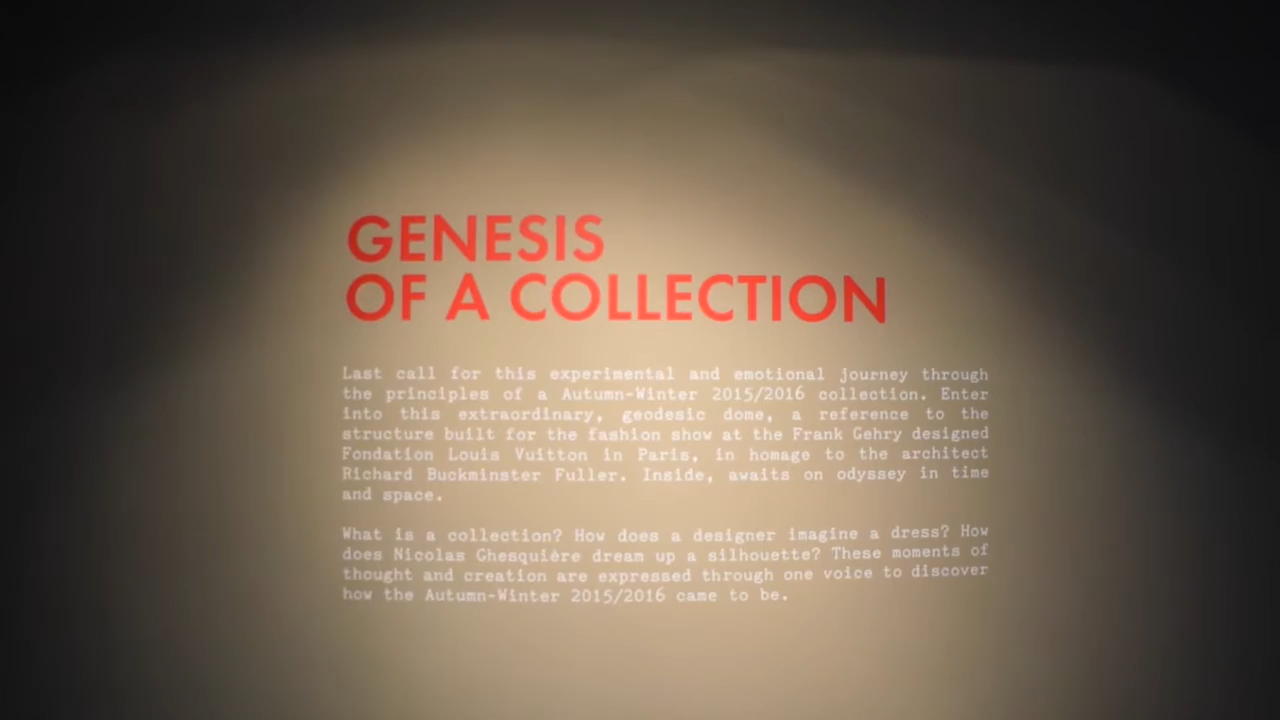 GENESIS
OF A COLLECTION
Last call for this experimental and emotional journey through
the principles of a Autumn-Winter 2015/2016 collection. Enter
into this extraordinary, geodesic dome, a reference to the
structure built for the fashion show at the Frank Gehry designed
Fondation Louis Vuitton in Paris, in homage to the architect
Richard Buckminster Fuller. Inside, awaits on odyssey in time
and space.
What is a collection? How does a designer imagine a dress? How
does Nicolas Ghesquière dream up a silhouette? These moments of
thought and creation are expressed through one voice to discover
how the Autumn-Winter 2015/2016 came to be.